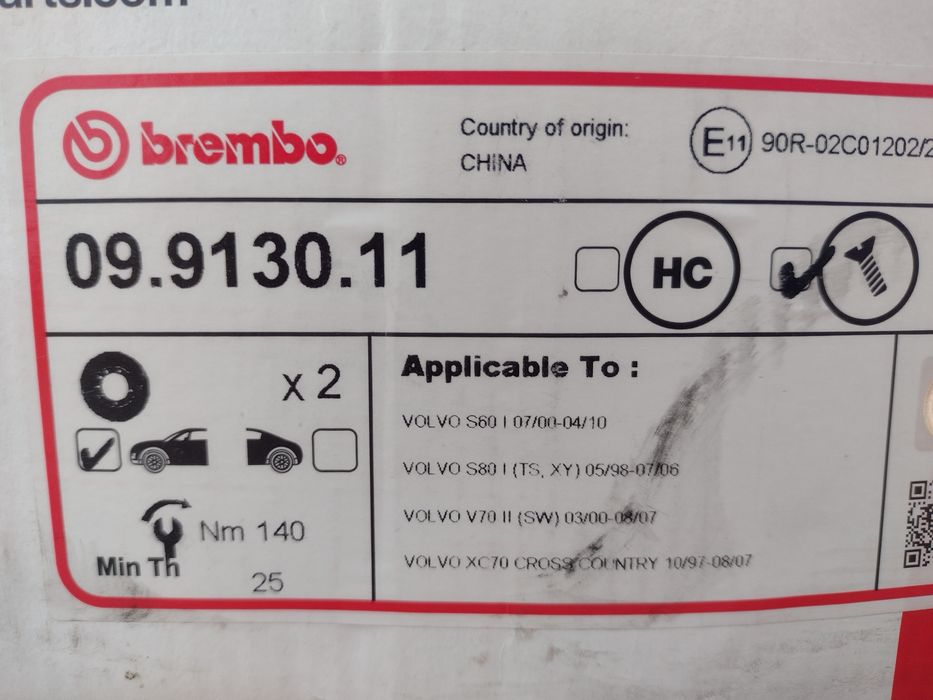 brembo®
Country of origin:
CHINA
E11 90R-02C01202/2
09.9130.11
HC
x 2
Nm 140
Min Th
25
Applicable To :
VOLVO S60 I 07/00-04/10
VOLVO S80 I (TS, XY) 05/98-07/06
VOLVO V70 II (SW) 03/00-08/07
VOLVO XC70 CROSS COUNTRY 10/97-08/07